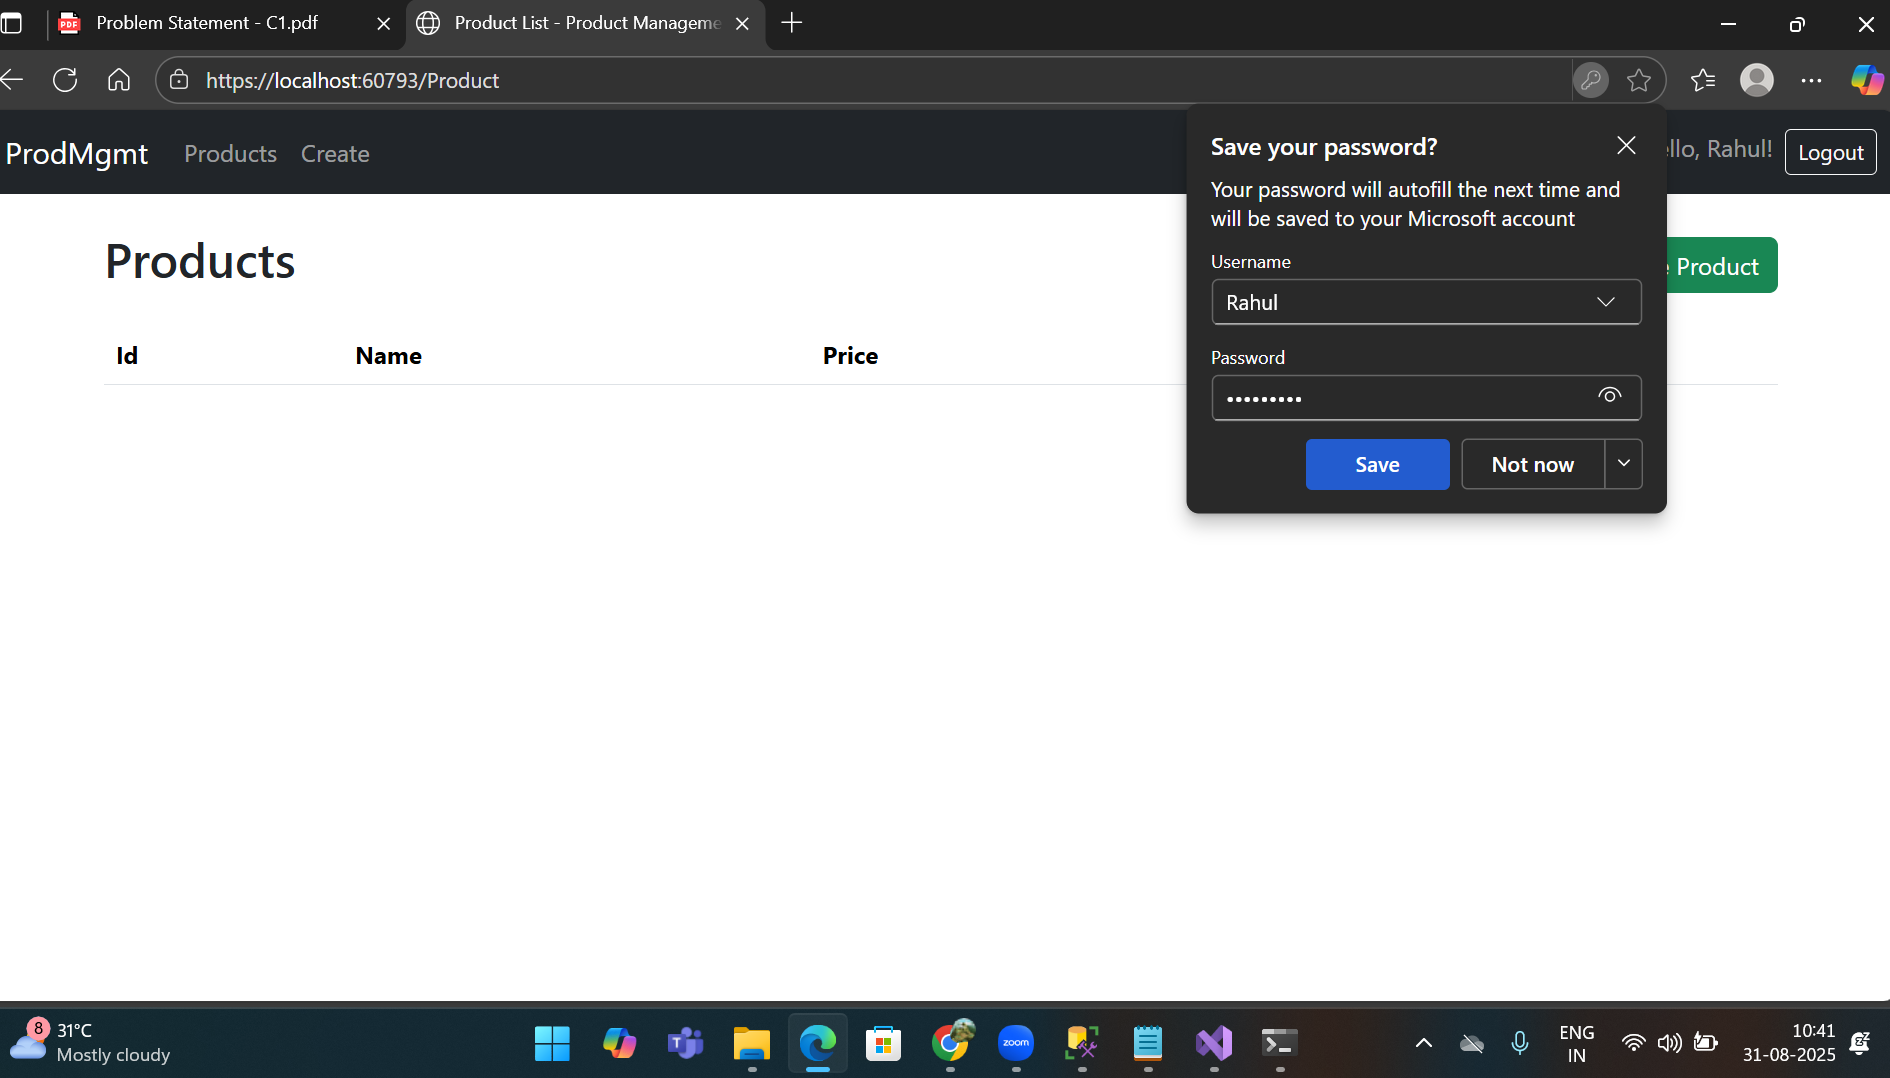 Problem Statement - C1.pdf
Product List - Product Manageme
https://localhost:60793/Product
ProdMgmt Products Create
llo, Rahul! Logout
Save your password?
Your password will autofill the next time and
will be saved to your Microsoft account
Username
Rahul
Password
•••••••••
Save Not now
Products
Product
Id Name Price
8
31°C
Mostly cloudy
PDF
T
zoom
ENG
IN
10:41
31-08-2025